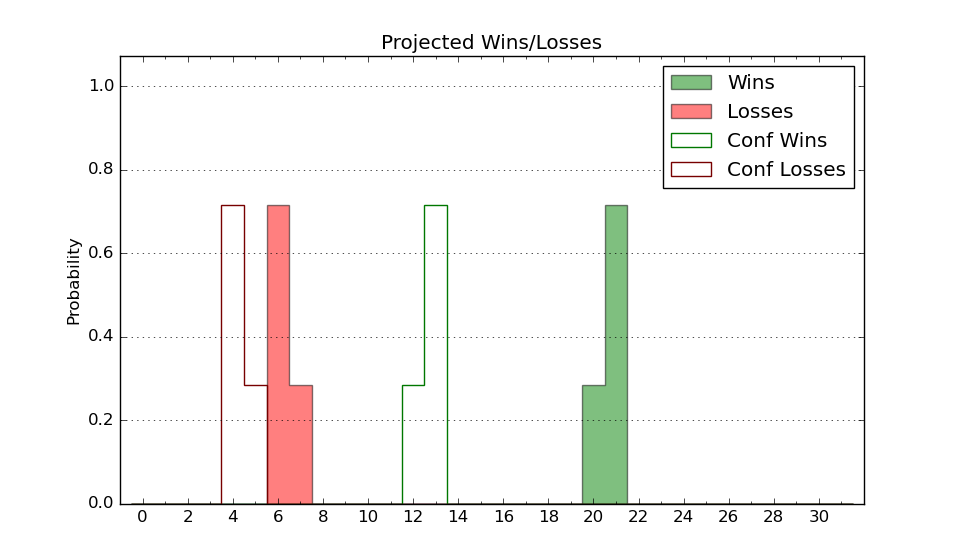 Projected Wins/Losses
Wins
Losses
Conf Wins
Conf Losses
Probability
1.0
0.8
0.6
0.4
0.2
0.0
0 2 4 6 8 10 12 14 16 18 20 22 24 26 28 30